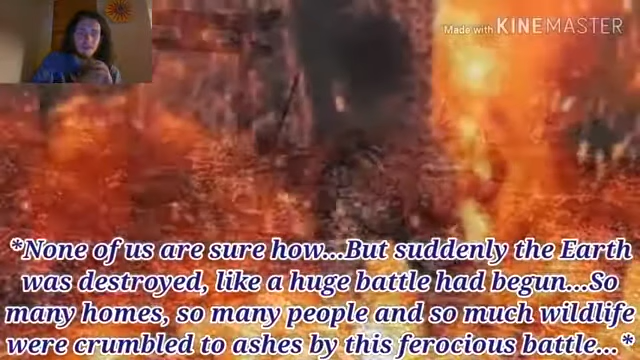 Made with KINEMASTER
*None of us are sure how...But suddenly the Earth
was destroyed, like a huge battle had begun...So
many homes, so many people and so much wildlife
were crumbled to ashes by this ferocious battle...*